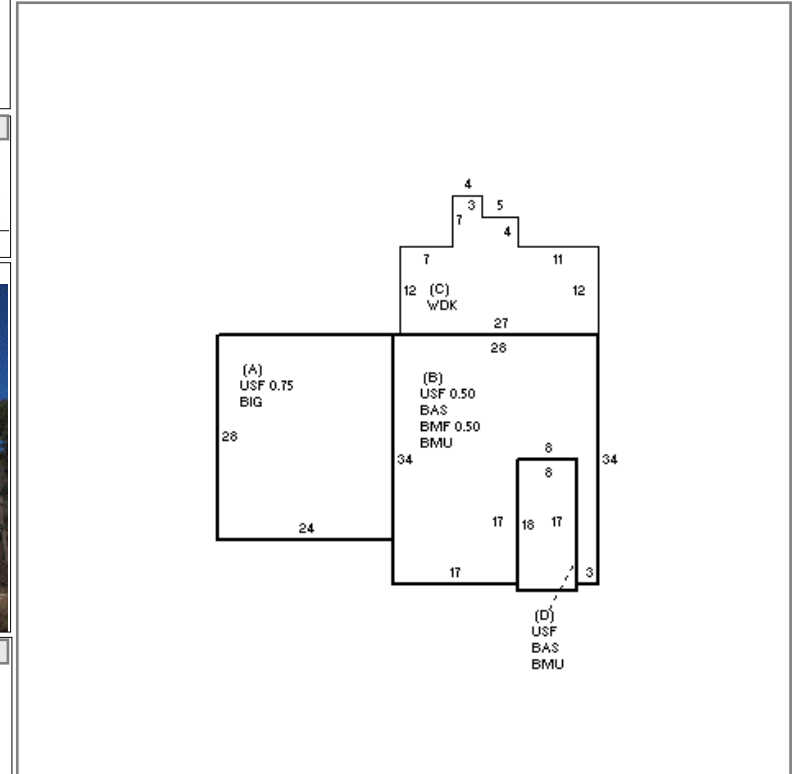 4
3 5
7
4
7 11
12 (C) 12
WDK
27
28
(A)
USF 0.75
BIG
(B)
USF 0.50
BAS
BMF 0.50
BMU
28
34 34
8
8
17 18 17
24
17 3
(D)
USF
BAS
BMU